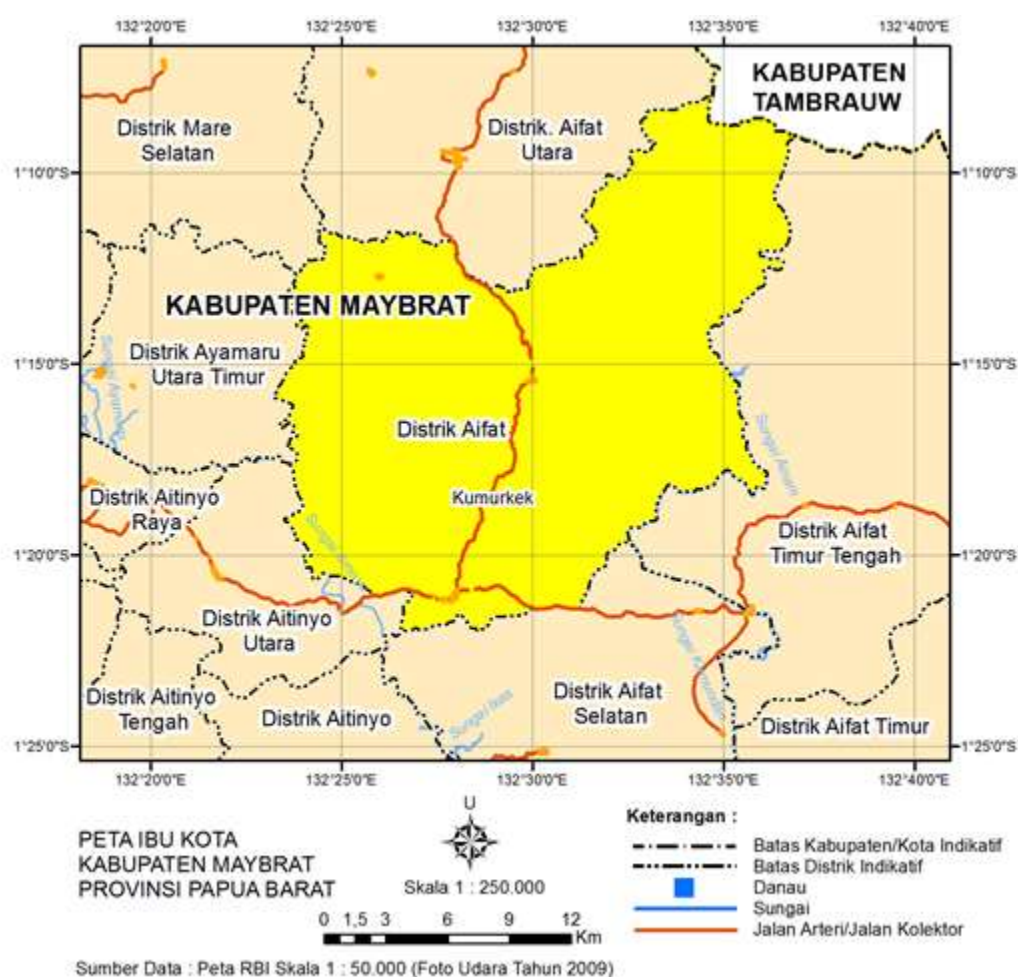 132°20'0"E 132°25'0"E 132°30'0"E 132°35'0"E 132°40'0"E
KABUPATEN
TAMBRAUW
Distrik Mare
Selatan
Distrik. Aifat
Utara
1°10'0"S 1°10'0"S
KABUPATEN MAYBRAT
Distrik Ayamaru
Utara Timur
1°15'0"S 1°15'0"S
Distrik Aifat
Sungai
Kumurkek
Distrik Aitinyo
Raya
Distrik Aifat
Timur Tengah
1°20'0"S 1°20'0"S
Sungai
Distrik Aitinyo
Utara
Sungai Kamundan
Distrik Aitinyo
Tengah
Distrik Aitinyo
Sungai
Distrik Aifat
Selatan
Distrik Aifat Timur
1°25'0"S 1°25'0"S
132°20'0"E 132°25'0"E 132°30'0"E 132°35'0"E 132°40'0"E
PETA IBU KOTA
KABUPATEN MAYBRAT
PROVINSI PAPUA BARAT
U
Skala 1 : 250.000
0 1,5 3 6 9 12
Km
Keterangan :
Batas Kabupaten/Kota Indikatif
Batas Distrik Indikatif
Danau
Sungai
Jalan Arteri/Jalan Kolektor
Sumber Data : Peta RBI Skala 1 : 50.000 (Foto Udara Tahun 2009)